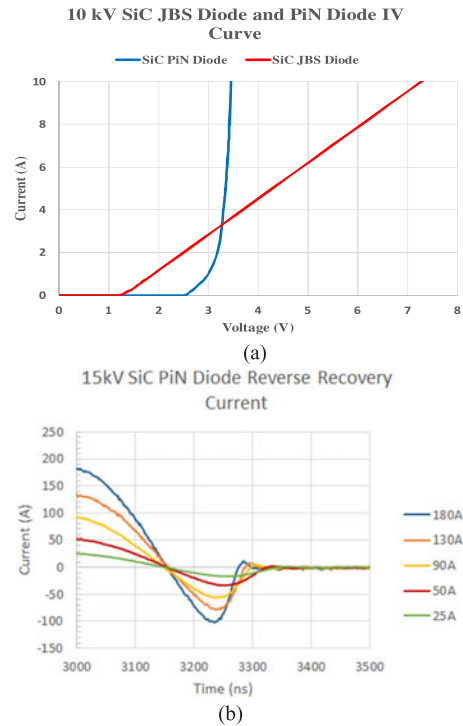 10 kV SiC JBS Diode and PiN Diode IV
Curve
SiC PiN Diode SiC JBS Diode
10
8
6
4
2
0
Current (A)
0 1 2 3 4 5 6 7 8
Voltage (V)
(a)
15kV SiC PiN Diode Reverse Recovery
Current
250
200
150
100
50
0
-50
-100
-150
Current (A)
3000 3100 3200 3300 3400 3500
Time (ns)
180A
130A
90A
50A
25A
(b)